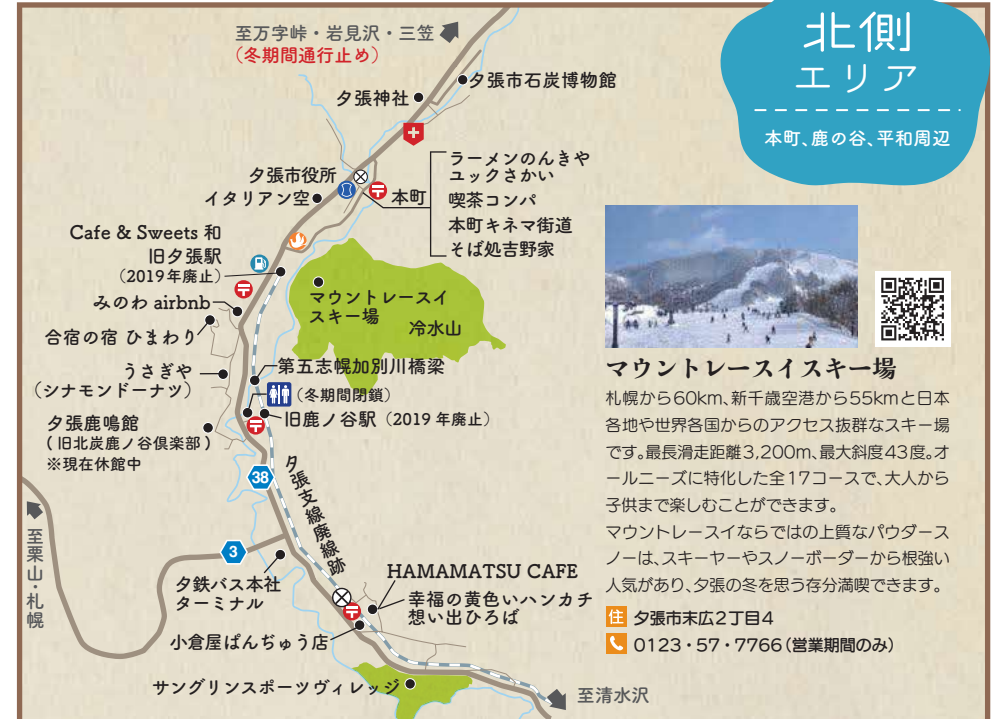 北側
エリア
本町、鹿の谷、平和周辺
至万字峠・岩見沢・三笠
(冬期間通行止め)
夕張市石炭博物館
夕張神社
夕張市役所
イタリアン空
本町
ラーメンのんきや
ユックさかい
喫茶コンパ
本町キネマ街道
そば処吉野家
Cafe & Sweets 和
旧夕張駅
(2019年廃止)
みのわ airbnb
合宿の宿 ひまわり
マウントレースイ
スキー場
冷水山
うさぎや
(シナモンドーナツ)
第五志幌加別川橋梁
(冬期間閉鎖)
旧鹿ノ谷駅(2019年廃止)
夕張鹿鳴館
(旧北炭鹿ノ谷倶楽部)
※現在休館中
38
夕張支線廃線跡
3
至栗山・札幌
夕鉄バス本社
ターミナル
HAMAMATSU CAFE
幸福の黄色いハンカチ
想い出ひろば
小倉屋ぱんぢゅう店
サングリンスポーツヴィレッジ
至清水沢
マウントレースイスキー場
札幌から60km、新千歳空港から55kmと日本
各地や世界各国からのアクセス抜群なスキー場
です。最長滑走距離3,200m、最大斜度43度。オ
ールニーズに特化した全17コースで、大人から
子供まで楽しむことができます。
マウントレースイならではの上質なパウダース
ノーは、スキーヤーやスノーボーダーから根強い
人気があり、夕張の冬を思う存分満喫できます。
住 夕張市末広2丁目4
0123・57・7766(営業期間のみ)